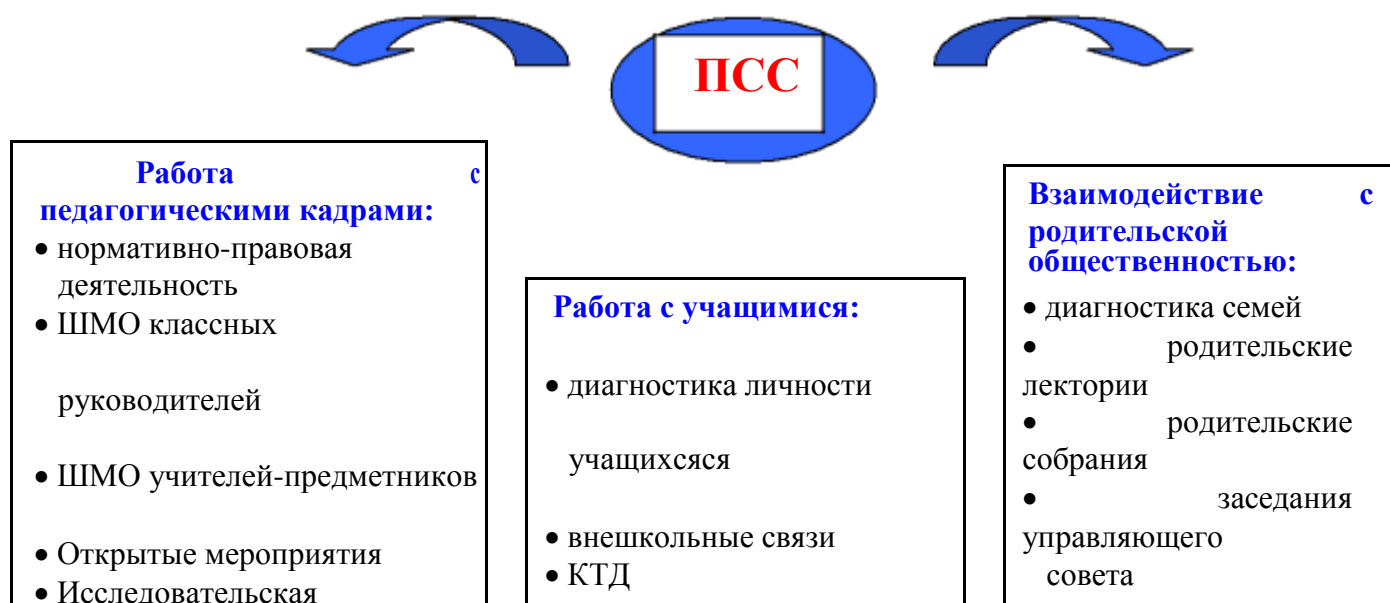 ПСС
Работа с
педагогическими кадрами:
• нормативно-правовая
деятельность
• ШМО классных
руководителей
• ШМО учителей-предметников
• Открытые мероприятия
• Исследовательская
Работа с учащимися:
• диагностика личности
учащихсяся
• внешкольные связи
• КТД
Взаимодействие с
родительской
общественностью:
• диагностика семей
• родительские
лектории
• родительские
собрания
• заседания
управляющего
совета